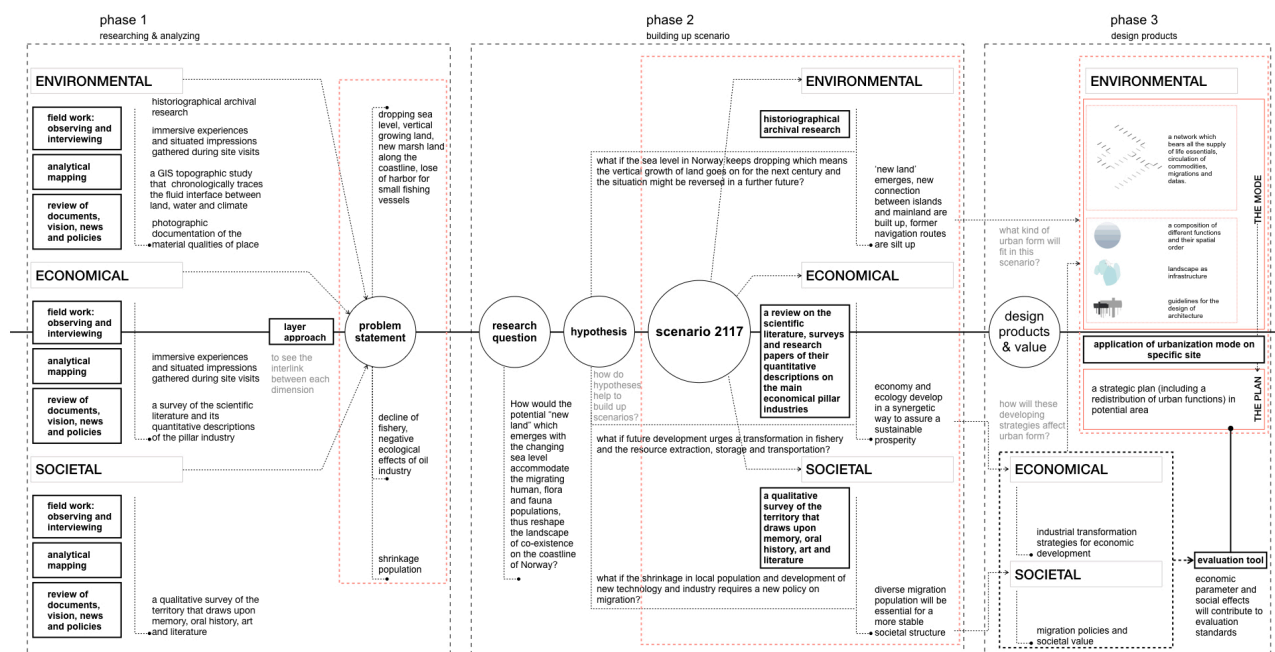 phase 1
researching & analyzing
ENVIRONMENTAL
field work:
observing and
interviewing
analytical
mapping
review of
documents,
vision, news
and policies
historiographical archival
research
immersive experiences
and situated impressions
gathered during site visits
a GIS topographic study
that chronologically traces
the fluid interface between
land, water and climate
photographic
documentation of the
material qualities of place
ECONOMICAL
field work:
observing and
interviewing
analytical
mapping
review of
documents,
vision, news
and policies
immersive experiences
and situated impressions
gathered during site visits
a survey of the scientific
literature and its
quantitative descriptions
of the pillar industry
SOCIETAL
field work:
observing and
interviewing
analytical
mapping
review of
documents,
vision, news
and policies
a qualitative survey of the
territory that draws upon
memory, oral history, art
and literature
layer
approach
to see the
interlink
between each
dimension
dropping sea
level, vertical
growing land,
new marsh land
along the
coastline, lose
of harbor for
small fishing
vessels
problem
statement
decline of
fishery,
negative
ecological
effects of oil
industry
shrinkage
population
phase 2
building up scenario
research
question
How would the
potential “new
land” which
emerges with
the changing
sea level
accommodate
the migrating
human, flora
and fauna
populations,
thus reshape
the landscape
of co-existence
on the coastline
of Norway?
hypothesis
how do
hypotheses
help to
build up
scenarios?
what if the sea level in Norway keeps dropping which means
the vertical growth of land goes on for the next century and
the situation might be reversed in a further future?
what if future development urges a transformation in fishery
and the resource extraction, storage and transportation?
what if the shrinkage in local population and development of
new technology and industry requires a new policy on
migration?
scenario 2117
ENVIRONMENTAL
historiographical
archival research
‘new land’
emerges, new
connection
between islands
and mainland are
built up, former
navigation routes
are silt up
ECONOMICAL
a review on the
scientific
literature, surveys
and research
papers of their
quantitative
descriptions on
the main
economical pillar
industries
economy and
ecology develop
in a synergetic
way to assure a
sustainable
prosperity
SOCIETAL
a qualitative
survey of the
territory that
draws upon
memory, oral
history, art and
literature
diverse migration
population will be
essential for a
more stable
societal structure
phase 3
design products
what kind of
urban form will
fit in this
scenario?
design
products
& value
how will these
developing
strategies affect
urban form?
ENVIRONMENTAL
a network which
bears all the supply
of life essentials,
circulation of
commodities,
migrations and
datas.
a composition of
different functions
and their spatial
order
landscape as
infrastructure
guidelines for the
design of
architecture
THE MODE
application of urbanization mode on
specific site
a strategic plan (including a
redistribution of urban functions) in
potential area
THE PLAN
ECONOMICAL
industrial transformation
strategies for economic
development
SOCIETAL
migration policies and
societal value
evaluation tool
economic
parameter and
social effects
will contribute to
evaluation
standards